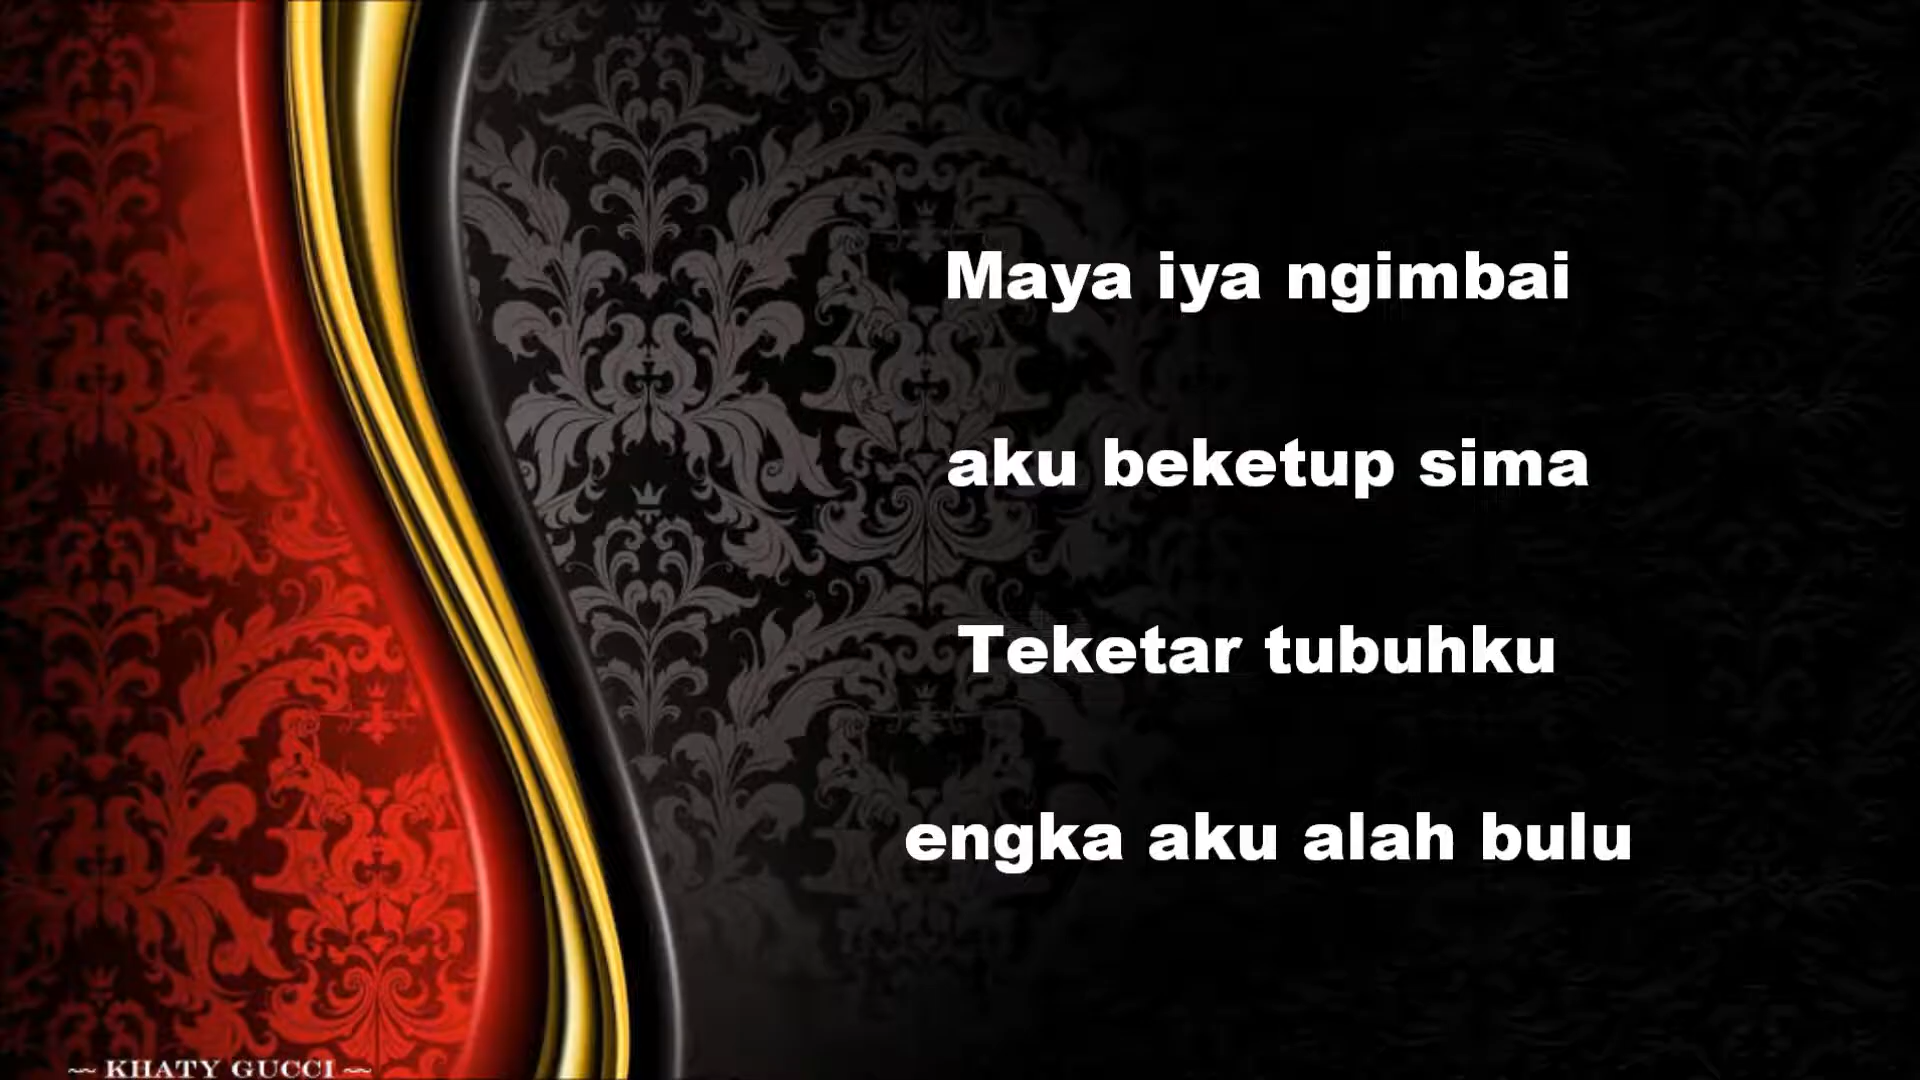 Maya iya ngimbai
aku beketup sima
Teketar tubuhku
engka aku alah bulu
~~ KHATY GUCCI ~~